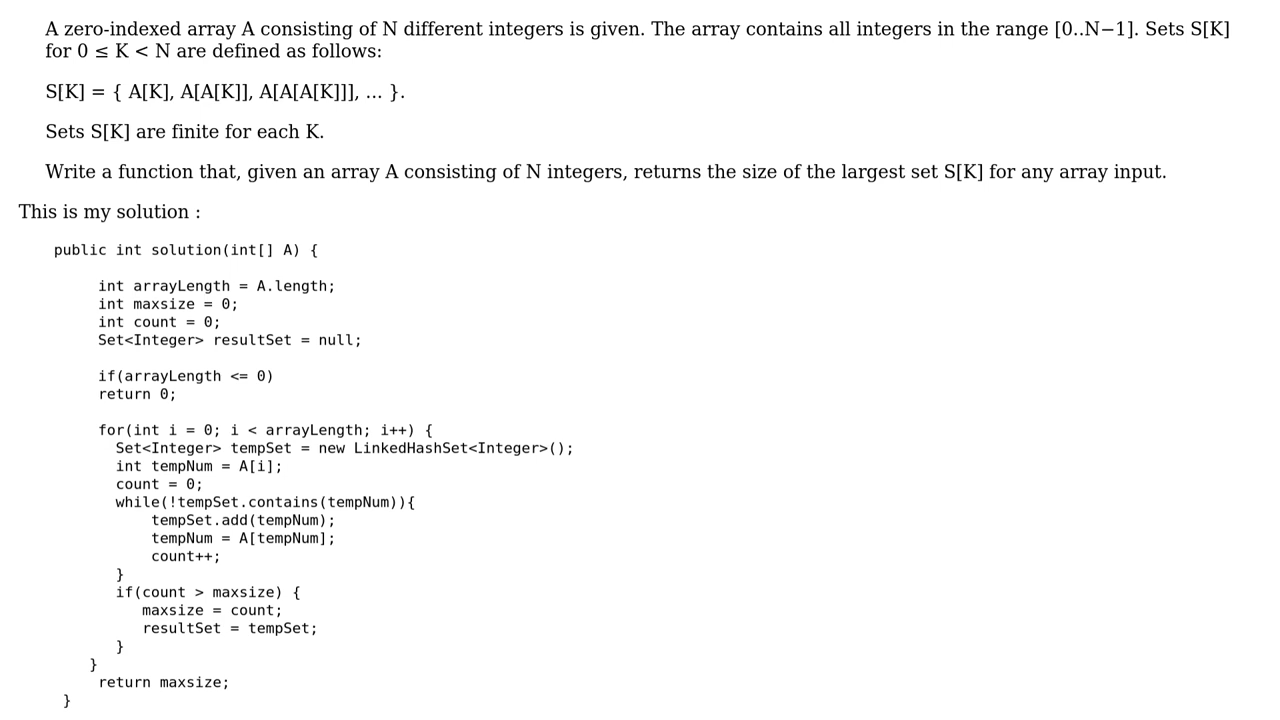 A zero-indexed array A consisting of N different integers is given. The array contains all integers in the range [0..N−1]. Sets S[K]
for 0 ≤ K < N are defined as follows:
S[K] = { A[K], A[A[K]], A[A[A[K]]], ... }.
Sets S[K] are finite for each K.
Write a function that, given an array A consisting of N integers, returns the size of the largest set S[K] for any array input.
This is my solution :
public int solution(int[] A) {
int arrayLength = A.length;
int maxsize = 0;
int count = 0;
Set<Integer> resultSet = null;
if(arrayLength <= 0)
return 0;
for(int i = 0; i < arrayLength; i++) {
Set<Integer> tempSet = new LinkedHashSet<Integer>();
int tempNum = A[i];
count = 0;
while(!tempSet.contains(tempNum)){
tempSet.add(tempNum);
tempNum = A[tempNum];
count++;
}
if(count > maxsize) {
maxsize = count;
resultSet = tempSet;
}
}
return maxsize;
}